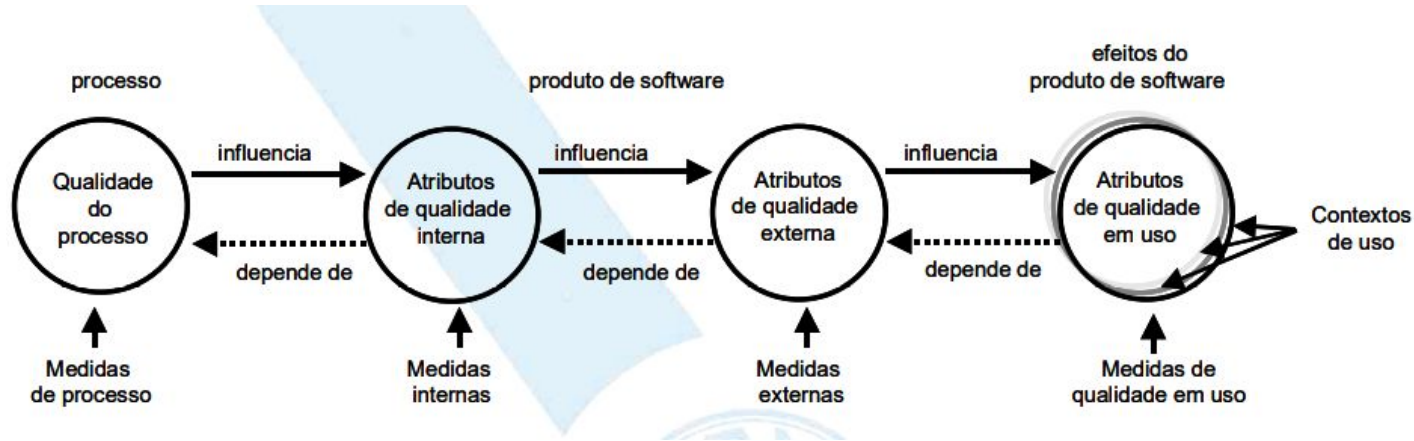 processo
produto de software
efeitos do
produto de software
Qualidade
do
processo
influencia
depende de
Atributos
de qualidade
interna
influencia
depende de
Atributos
de qualidade
externa
influencia
depende de
Atributos
de qualidade
em uso
Contextos
de uso
Medidas
de processo
Medidas
internas
Medidas
externas
Medidas de
qualidade em uso